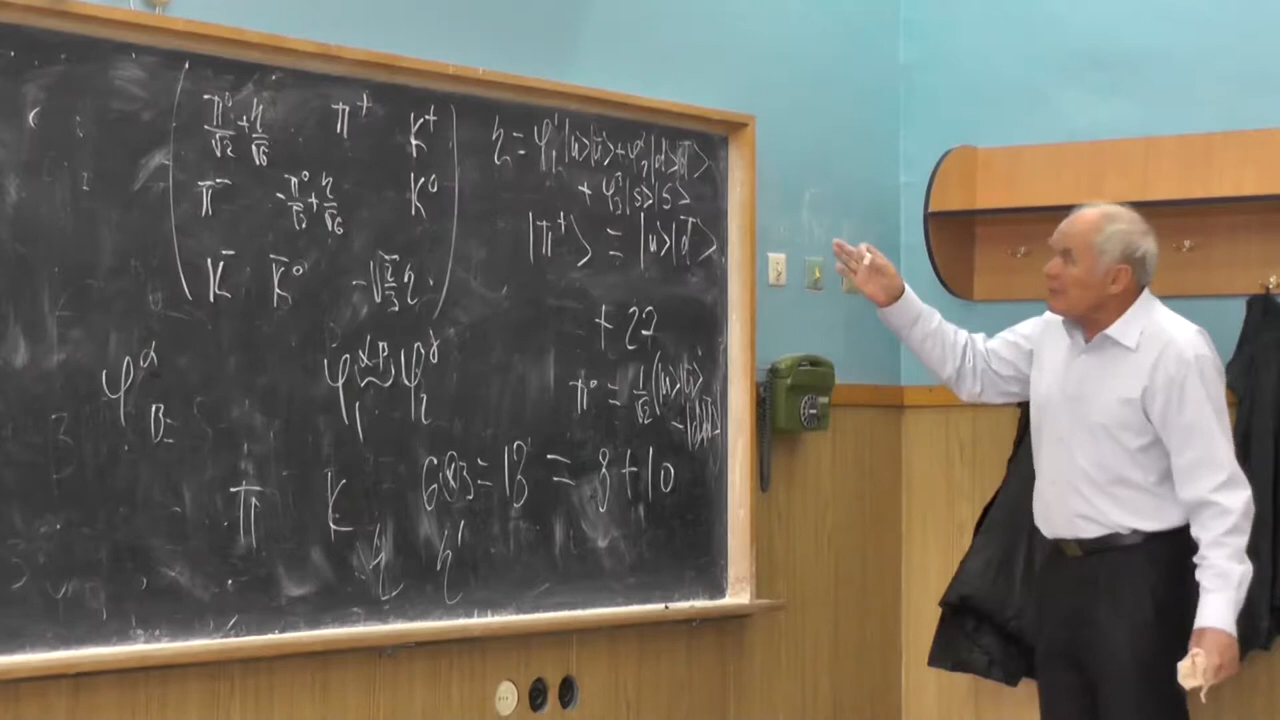 π⁰/√2 + η/√6 π⁺ K⁺
π⁻ -π⁰/√2 + η/√6 K⁰
K⁻ K̄⁰ -√(2/3) η
η = φ¹₁|u>|ū> + φ²₂|d>|d̄>
+ φ³₃|s>|s̄>
|π⁺> ≡ |u>|d̄>
+ 27
φ^α_β φ₁^αβ φ₂^γ
π⁰ = 1/√2 (|u>|ū>
- |d>|d̄>)
6⊗3 = 18 = 8 + 10
π K
η η'